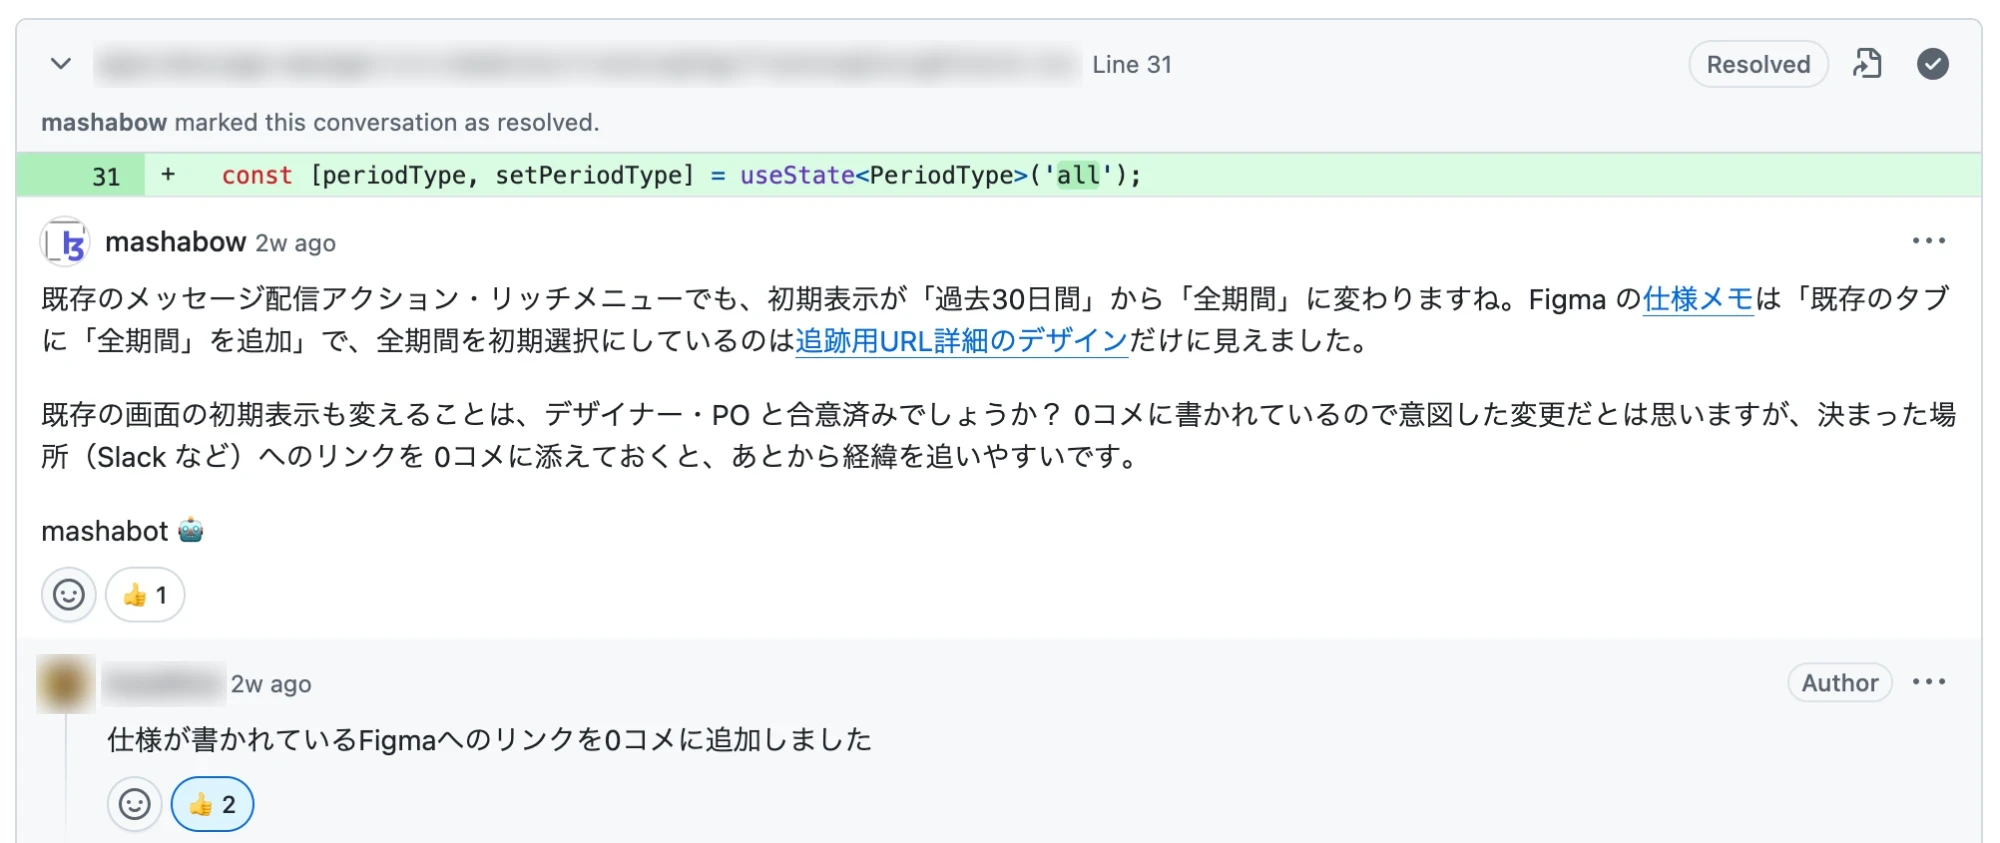 Line 31
Resolved
mashabow marked this conversation as resolved.
31 + const [periodType, setPeriodType] = useState<PeriodType>('all');
mashabow 2w ago
既存のメッセージ配信アクション・リッチメニューでも、初期表示が「過去30日間」から「全期間」に変わりますね。Figma の仕様メモは「既存のタブ
に「全期間」を追加」で、全期間を初期選択にしているのは追跡用URL詳細のデザインだけに見えました。
既存の画面の初期表示も変えることは、デザイナー・PO と合意済みでしょうか？ 0コメに書かれているので意図した変更だとは思いますが、決まった場
所（Slack など）へのリンクを 0コメに添えておくと、あとから経緯を追いやすいです。
mashabot 🤖
👍 1
2w ago
Author
仕様が書かれているFigmaへのリンクを0コメに追加しました
👍 2